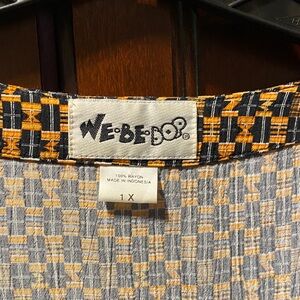 WE·BE·BOP®
100% RAYON
MADE IN INDONESIA
1X